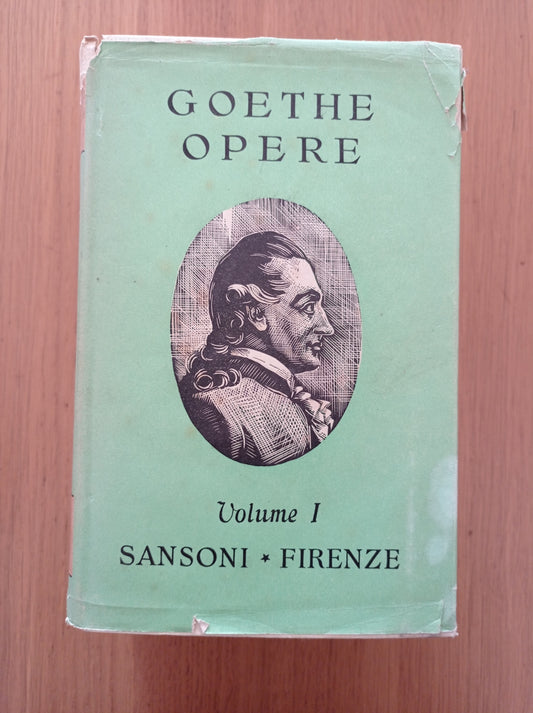 GOETHE
OPERE
Volume I
SANSONI ★ FIRENZE